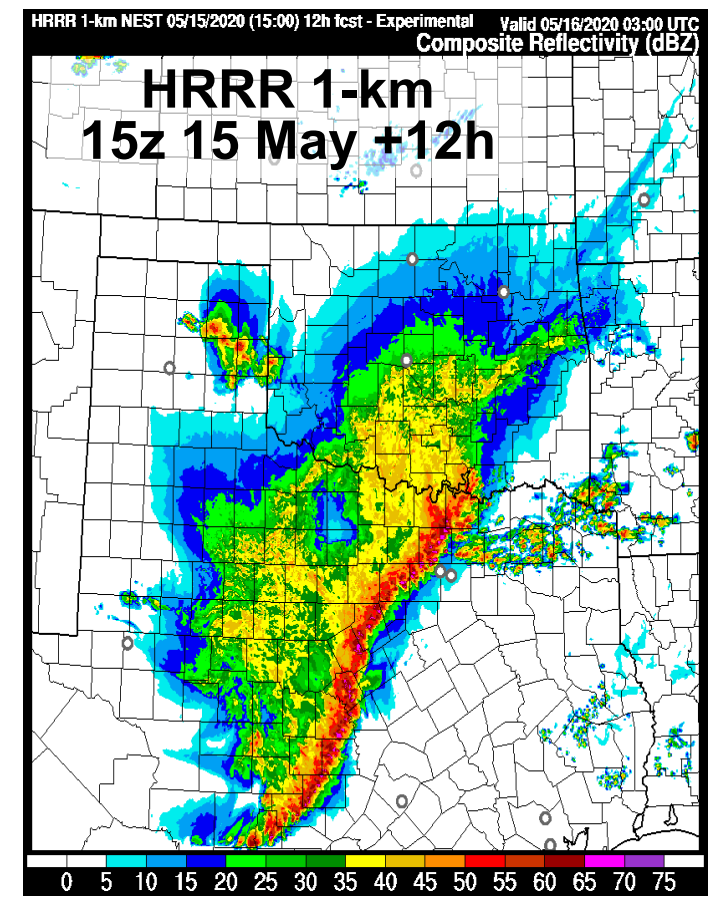 HRRR 1-km NEST 05/15/2020 (15:00) 12h fcst - Experimental Valid 05/16/2020 03:00 UTC
Composite Reflectivity (dBZ)
HRRR 1-km
15z 15 May +12h
0 5 10 15 20 25 30 35 40 45 50 55 60 65 70 75